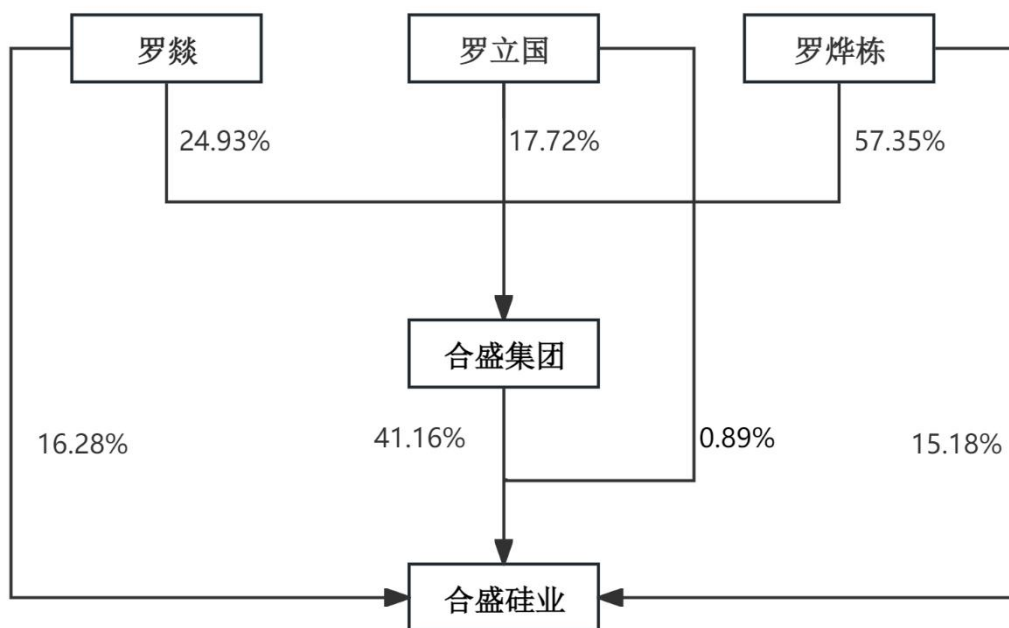 罗燚
罗立国
罗烨栋
24.93%
17.72%
57.35%
合盛集团
16.28%
41.16%
0.89%
15.18%
合盛硅业